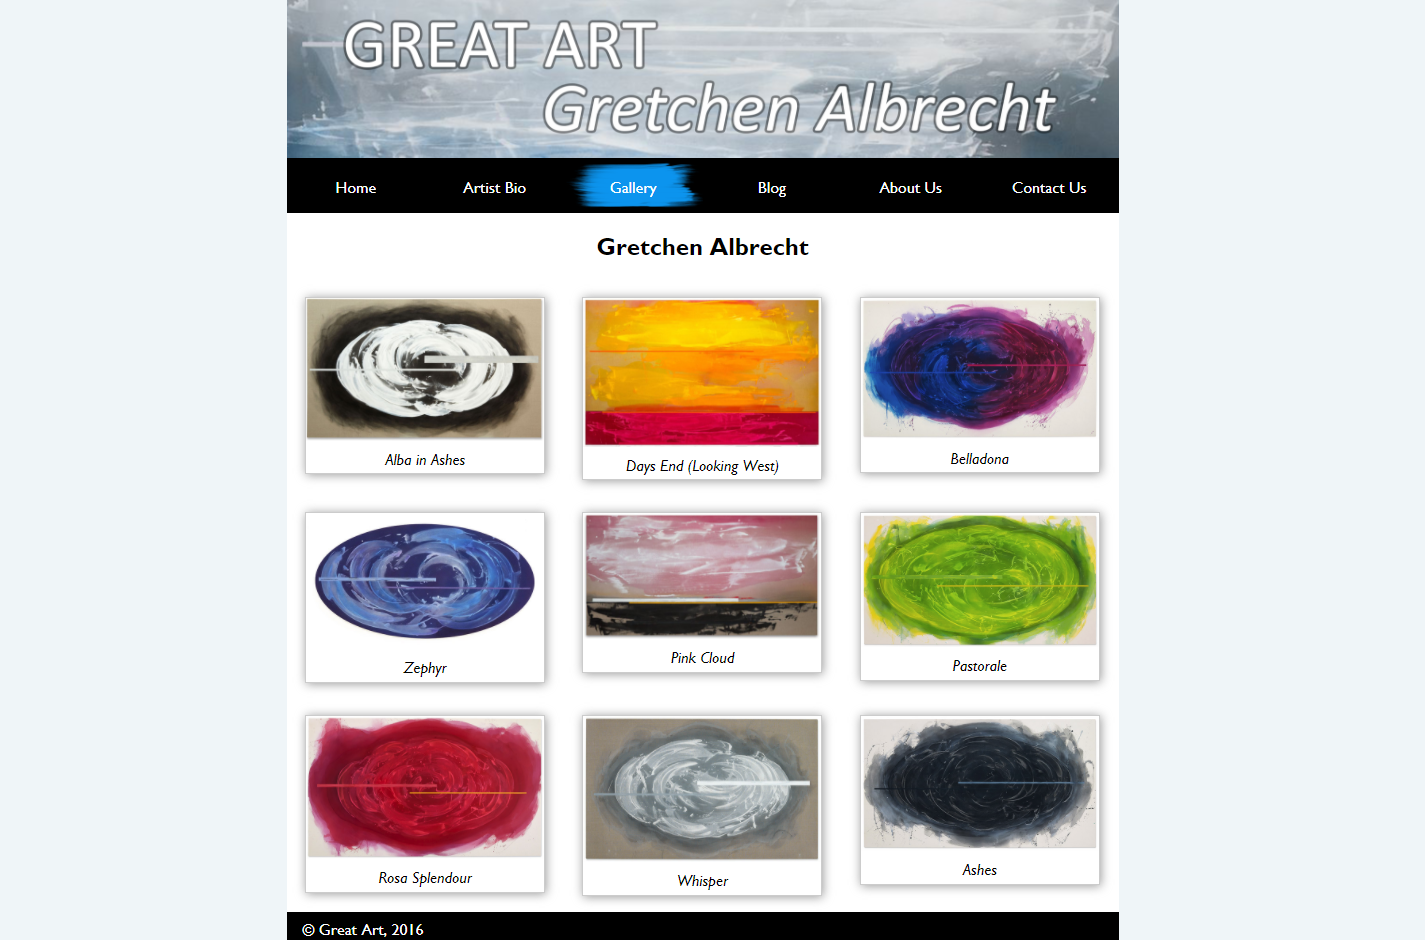 GREAT ART
Gretchen Albrecht
Home Artist Bio Gallery Blog About Us Contact Us
Gretchen Albrecht
Alba in Ashes
Days End (Looking West)
Belladona
Zephyr
Pink Cloud
Pastorale
Rosa Splendour
Whisper
Ashes
© Great Art, 2016